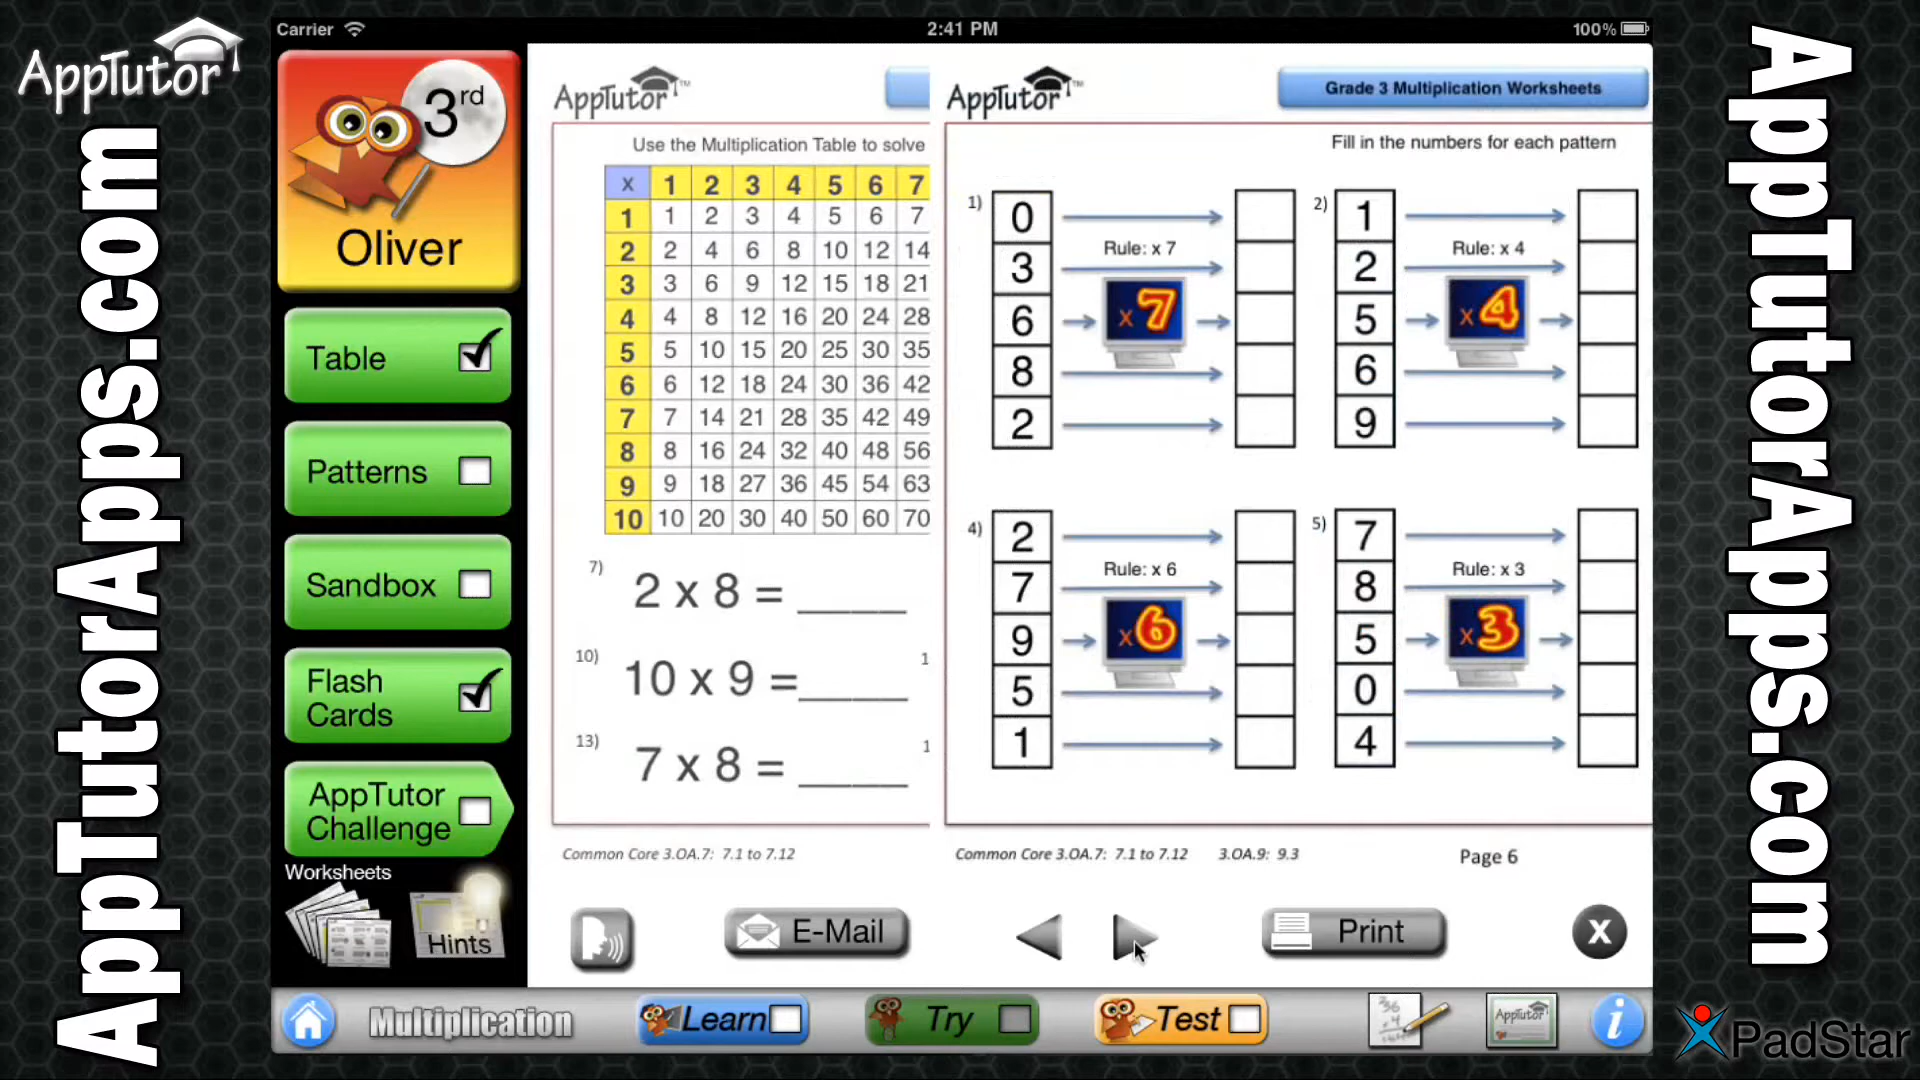 AppTutor
AppTutorApps.com
Carrier
2:41 PM
100%
3rd
Oliver
Table
Patterns
Sandbox
Flash
Cards
AppTutor
Challenge
Worksheets
Hints
AppTutor™
Use the Multiplication Table to solve
x 1 2 3 4 5 6 7
1 1 2 3 4 5 6 7
2 2 4 6 8 10 12 14
3 3 6 9 12 15 18 21
4 4 8 12 16 20 24 28
5 5 10 15 20 25 30 35
6 6 12 18 24 30 36 42
7 7 14 21 28 35 42 49
8 8 16 24 32 40 48 56
9 9 18 27 36 45 54 63
10 10 20 30 40 50 60 70
7) 2 x 8 = ____
10) 10 x 9 =____
1
13) 7 x 8 = ____
1
Common Core 3.OA.7: 7.1 to 7.12
AppTutor™
Grade 3 Multiplication Worksheets
Fill in the numbers for each pattern
1)
0
3
6
8
2
Rule: x 7
x 7
2)
1
2
5
6
9
Rule: x 4
x 4
4)
2
7
9
5
1
Rule: x 6
x 6
5)
7
8
5
0
4
Rule: x 3
x 3
Common Core 3.OA.7: 7.1 to 7.12 3.OA.9: 9.3
Page 6
E-Mail
Print
X
Multiplication
Learn
Try
Test
AppTutor
i
AppTutorApps.com
PadStar